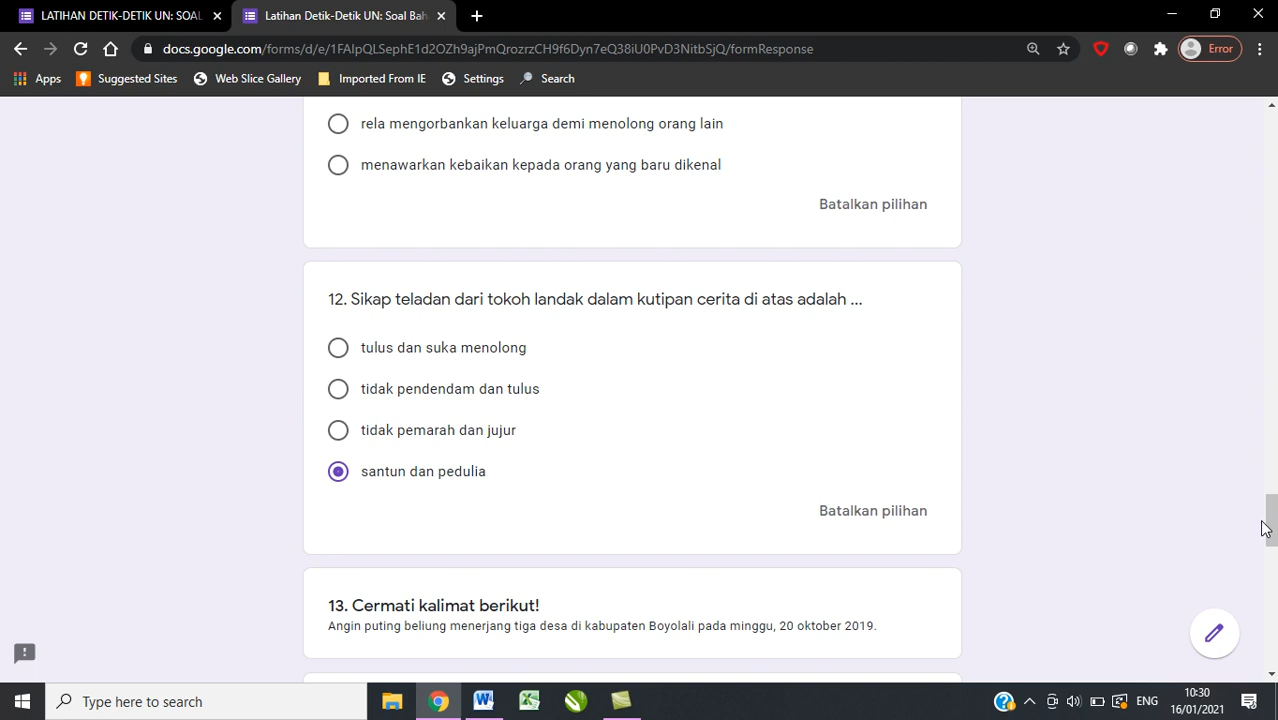 LATIHAN DETIK-DETIK UN: SOAL
Latihan Detik-Detik UN: Soal Bah
docs.google.com/forms/d/e/1FAIpQLSephE1d2OZh9ajPmQrozrzCH9f6Dyn7eQ38iU0PvD3NitbSjQ/formResponse
Error
Apps
Suggested Sites
Web Slice Gallery
Imported From IE
Settings
Search
rela mengorbankan keluarga demi menolong orang lain
menawarkan kebaikan kepada orang yang baru dikenal
Batalkan pilihan
12. Sikap teladan dari tokoh landak dalam kutipan cerita di atas adalah ...
tulus dan suka menolong
tidak pendendam dan tulus
tidak pemarah dan jujur
santun dan pedulia
Batalkan pilihan
13. Cermati kalimat berikut!
Angin puting beliung menerjang tiga desa di kabupaten Boyolali pada minggu, 20 oktober 2019.
Type here to search
ENG
10:30
16/01/2021